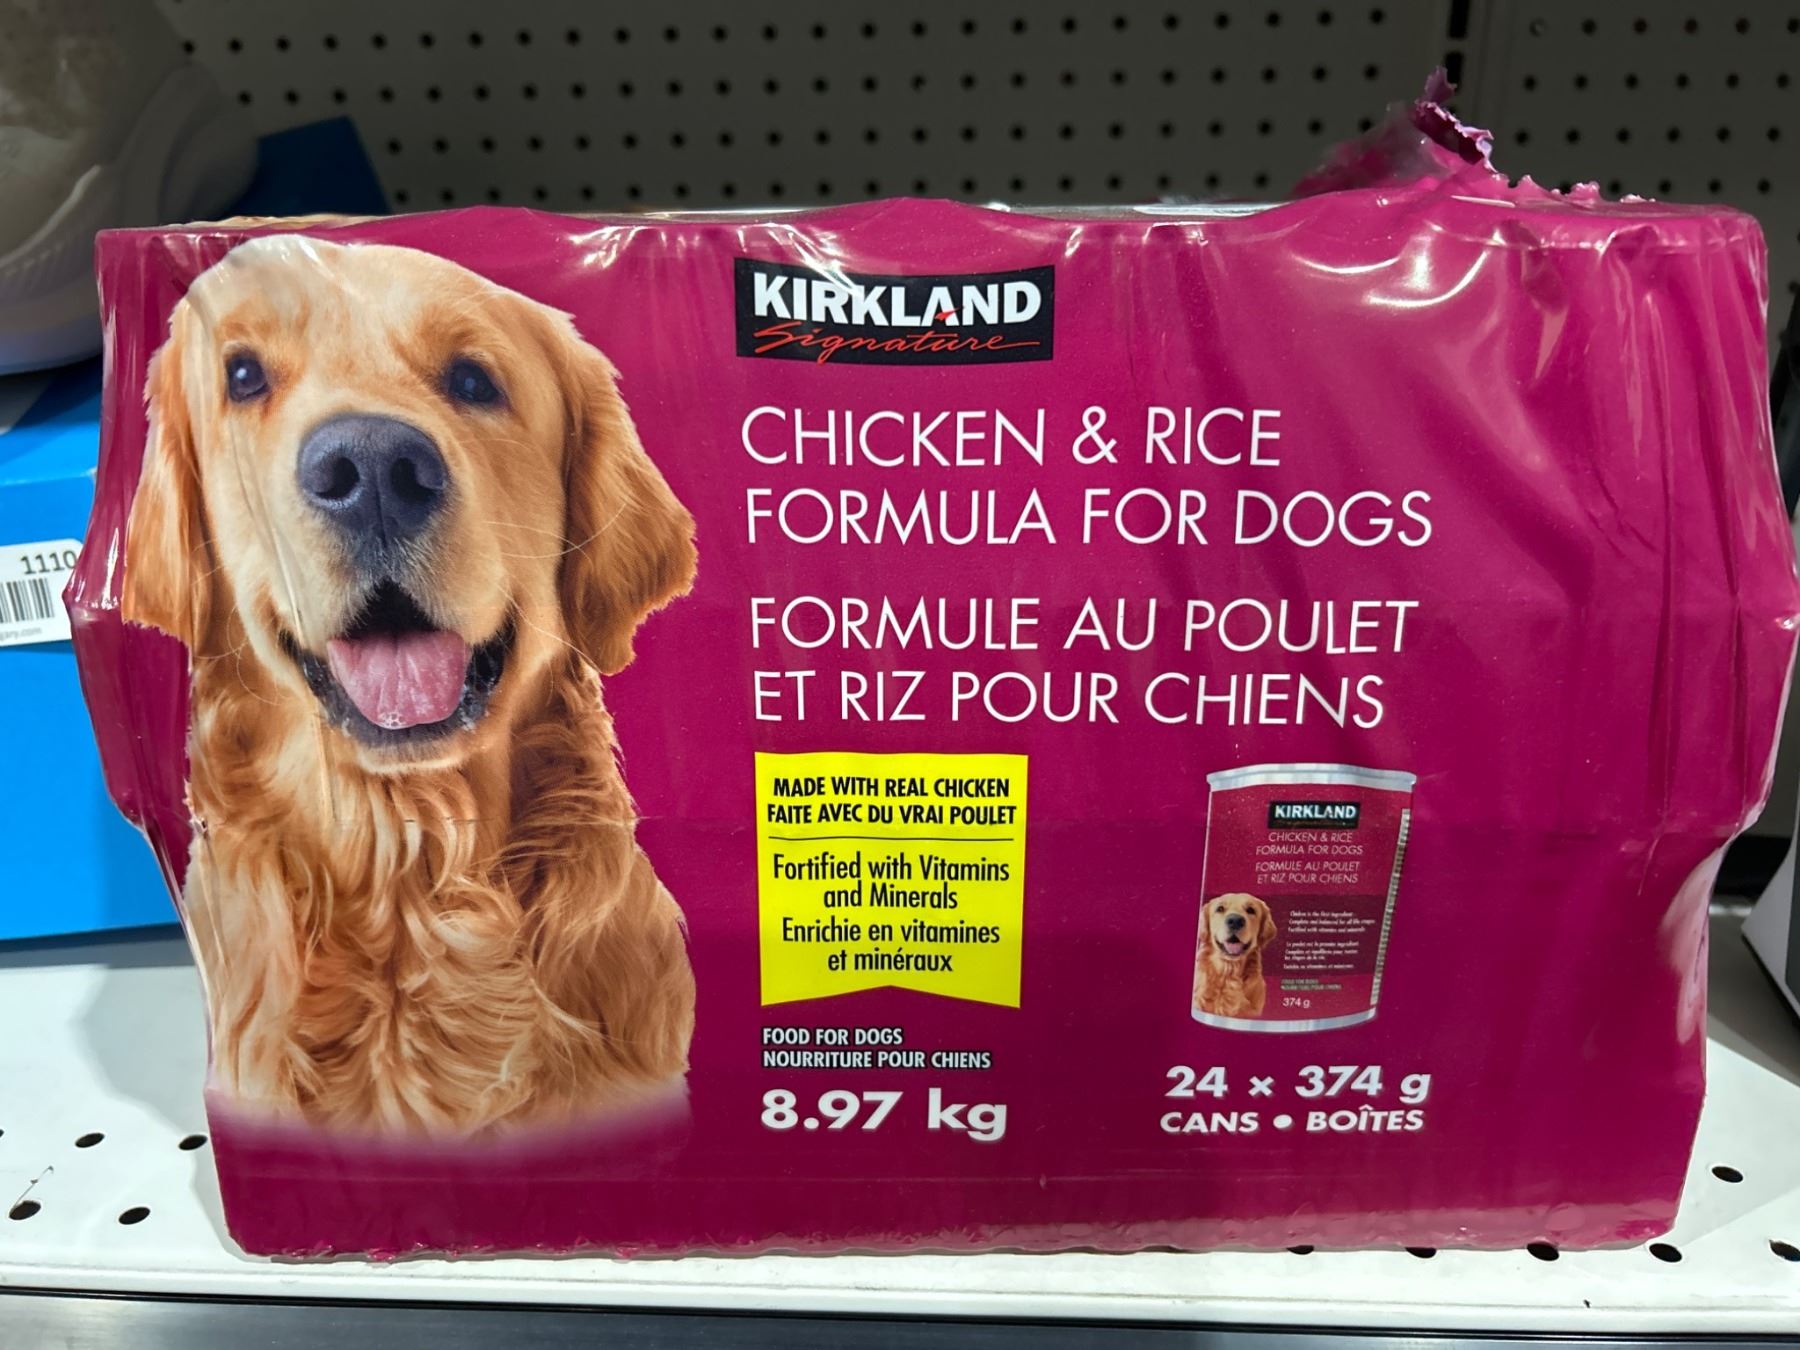 KIRKLAND
Signature
CHICKEN & RICE
FORMULA FOR DOGS
FORMULE AU POULET
ET RIZ POUR CHIENS
MADE WITH REAL CHICKEN
FAITE AVEC DU VRAI POULET
Fortified with Vitamins
and Minerals
Enrichie en vitamines
et minéraux
FOOD FOR DOGS
NOURRITURE POUR CHIENS
8.97 kg
KIRKLAND
CHICKEN & RICE
FORMULA FOR DOGS
FORMULE AU POULET
ET RIZ POUR CHIENS
374 g
24 x 374 g
CANS • BOÎTES
1110